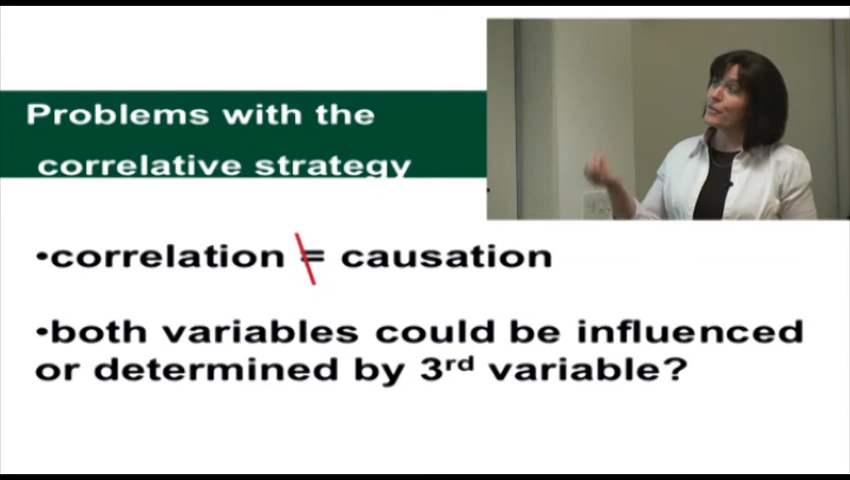 Problems with the
correlative strategy
•correlation ≠ causation
•both variables could be influenced
or determined by 3rd variable?